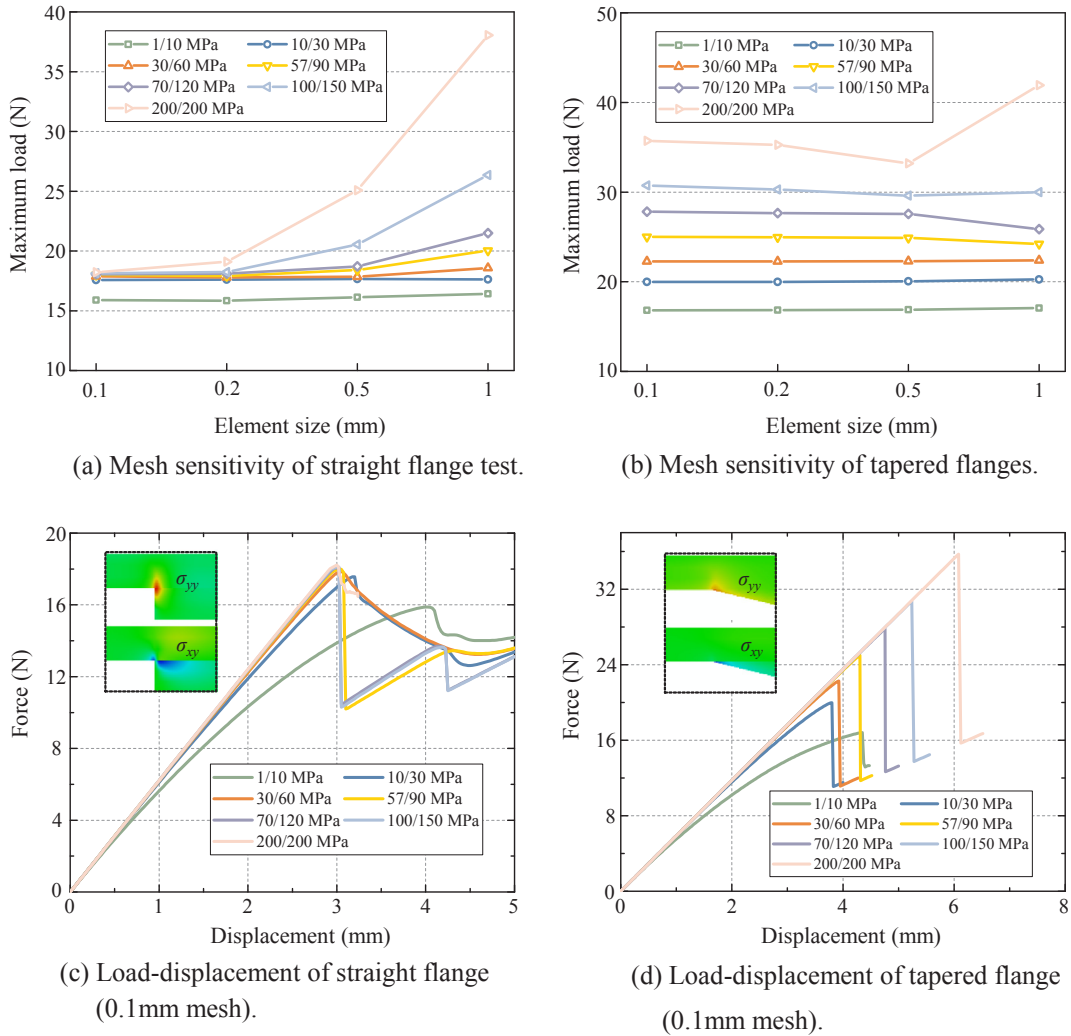 40
35
30
25
20
15
10
Maximum load (N)
1/10 MPa 10/30 MPa
30/60 MPa 57/90 MPa
70/120 MPa 100/150 MPa
200/200 MPa
0.1 0.2 0.5 1
Element size (mm)
(a) Mesh sensitivity of straight flange test.
50
40
30
20
10
Maximum load (N)
1/10 MPa 10/30 MPa
30/60 MPa 57/90 MPa
70/120 MPa 100/150 MPa
200/200 MPa
0.1 0.2 0.5 1
Element size (mm)
(b) Mesh sensitivity of tapered flanges.
20
16
12
8
4
0
Force (N)
σyy
σxy
1/10 MPa 10/30 MPa
30/60 MPa 57/90 MPa
70/120 MPa 100/150 MPa
200/200 MPa
0 1 2 3 4 5
Displacement (mm)
(c) Load-displacement of straight flange
(0.1mm mesh).
32
24
16
8
0
Force (N)
σyy
σxy
1/10 MPa 10/30 MPa
30/60 MPa 57/90 MPa
70/120 MPa 100/150 MPa
200/200 MPa
0 2 4 6 8
Displacement (mm)
(d) Load-displacement of tapered flange
(0.1mm mesh).